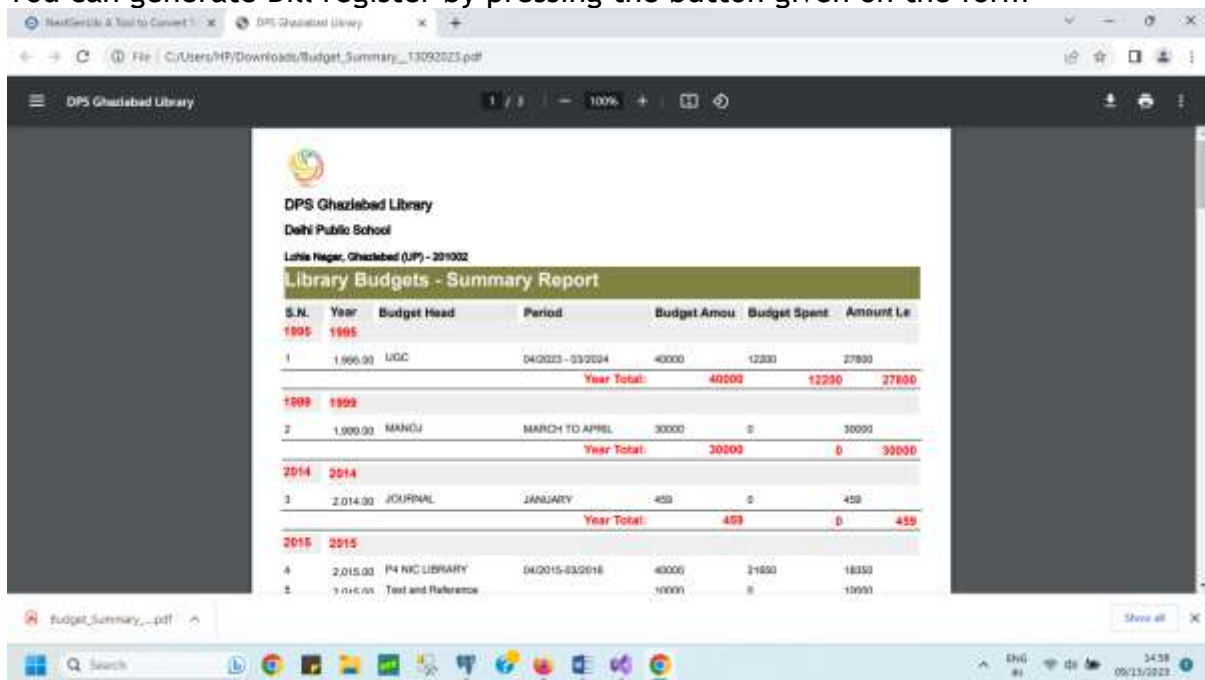 You can generate Bill register by pressing the button given on the form
NextGenLib A Tool to Convert
DPS Ghaziabad Library
File C:/Users/HP/Downloads/Budget_Summary__13092023.pdf
DPS Ghaziabad Library
1 / 3 100%
DPS Ghaziabad Library
Delhi Public School
Lohia Nagar, Ghaziabad (UP) - 201002
Library Budgets - Summary Report
S.N. Year Budget Head Period Budget Amou Budget Spent Amount Le
1995 1995
1 UGC 04/2023 - 03/2024 40000 12200 27800
Year Total: 40000 12200 27800
1999 1999
2 1,999.00 MANOJ MARCH TO APRIL 30000 0 30000
Year Total: 30000 0 30000
2014 2014
3 2,014.00 JOURNAL JANUARY 459 0 459
Year Total: 459 0 459
2015 2015
4 2,015.00 P4 NIC LIBRARY 04/2015-03/2016 40000 21650 18350
5 2,015.00 Text and Reference 10000 0 10000
Budget_Summary_...pdf
Show all
Search
ENG
14:58
09/13/2023